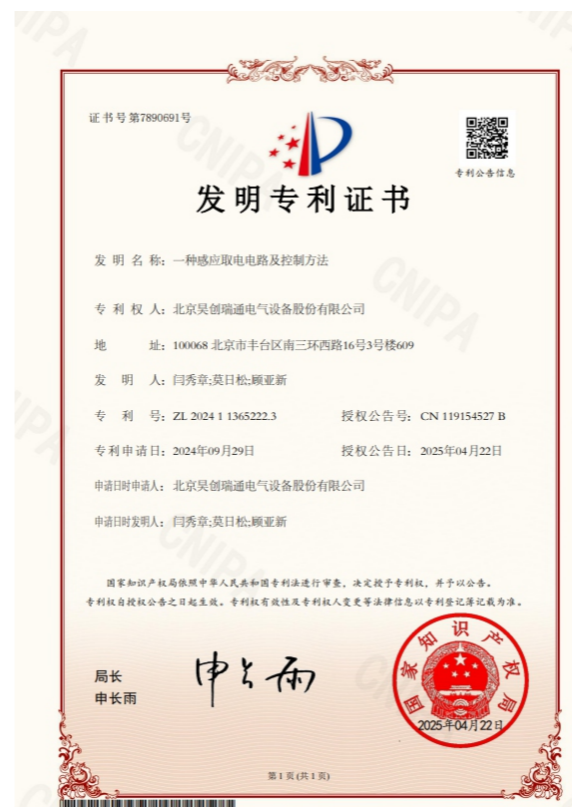 证书号第7890691号
专利公告信息
发明专利证书
发明名称：一种感应取电电路及控制方法
专利权人：北京昊创瑞通电气设备股份有限公司
地址：100068 北京市丰台区南三环西路16号3号楼609
发明人：闫秀章;莫日松;顾亚新
专利号：ZL 2024 1 1365222.3
授权公告号：CN 119154527 B
专利申请日：2024年09月29日
授权公告日：2025年04月22日
申请日时申请人：北京昊创瑞通电气设备股份有限公司
申请日时发明人：闫秀章;莫日松;顾亚新
国家知识产权局依照中华人民共和国专利法进行审查，决定授予专利权，并予以公告。
专利权自授权公告之日起生效。专利权有效性及专利权人变更等法律信息以专利登记簿记载为准。
局长
申长雨
申长雨
国家知识产权局
2025年04月22日
第1页(共1页)
CNIPA
CNIPA
CNIPA
CNIPA